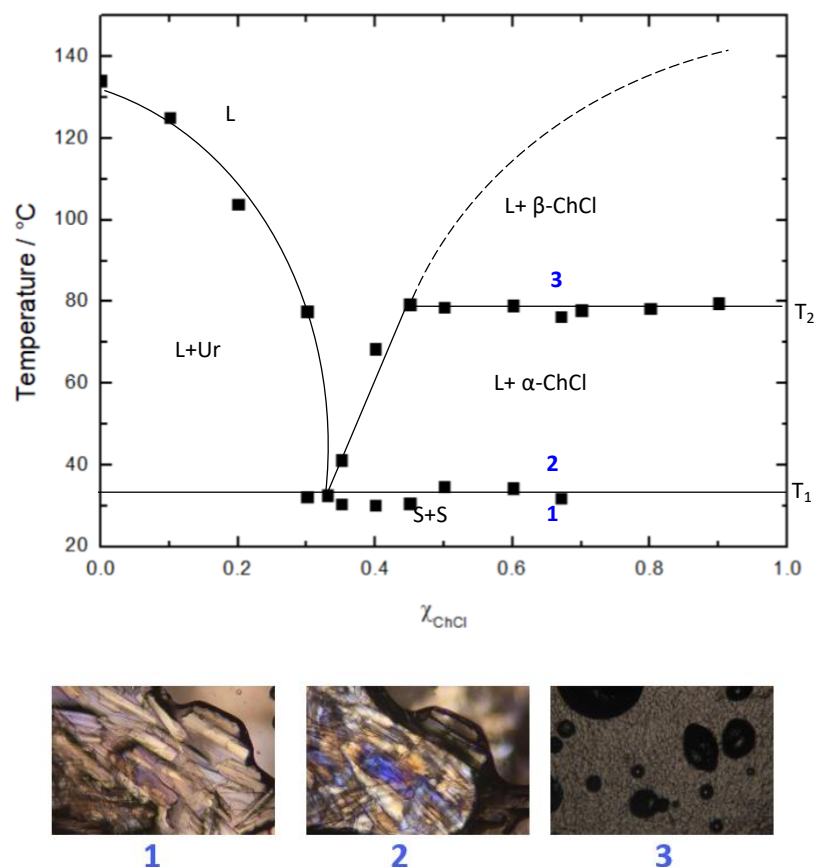 140
L
120
L+ β-ChCl
100
3
80
T₂
L+Ur
60
L+ α-ChCl
2
40
T₁
S+S
1
20
Temperature / °C
0.0 0.2 0.4 0.6 0.8 1.0
χChCl
1 2 3